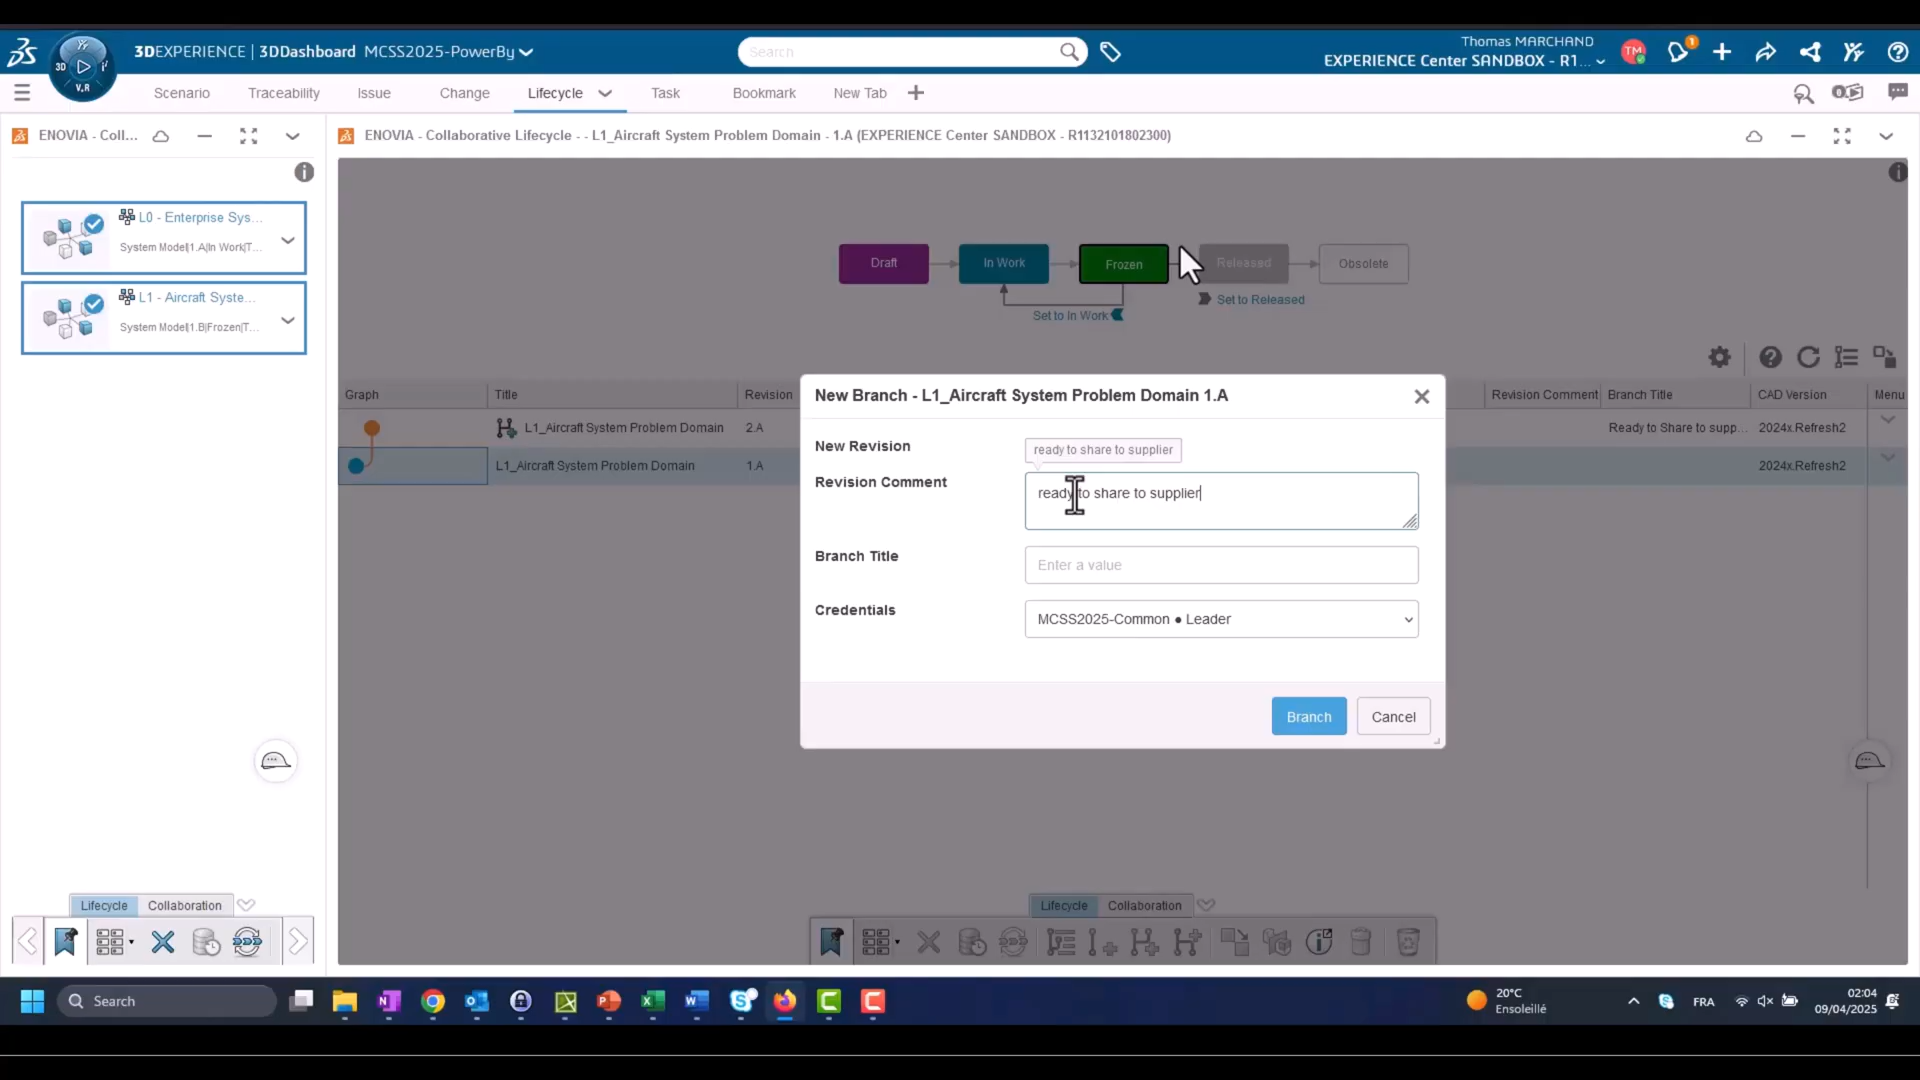 3DEXPERIENCE | 3DDashboard MCSS2025-PowerBy
3D
V.R
Search
Thomas MARCHAND
EXPERIENCE Center SANDBOX - R1...
TM
1
Scenario
Traceability
Issue
Change
Lifecycle
Task
Bookmark
New Tab
ENOVIA - Coll...
ENOVIA - Collaborative Lifecycle - - L1_Aircraft System Problem Domain - 1.A (EXPERIENCE Center SANDBOX - R1132101802300)
L0 - Enterprise Sys...
System Model|1.A|In Work|T...
L1 - Aircraft Syste...
System Model|1.B|Frozen|T...
Draft
In Work
Frozen
Released
Obsolete
Set to In Work
Set to Released
Graph
Title
Revision
Revision Comment
Branch Title
CAD Version
Menu
L1_Aircraft System Problem Domain
2.A
Ready to Share to supp...
2024x.Refresh2
L1_Aircraft System Problem Domain
1.A
2024x.Refresh2
New Branch - L1_Aircraft System Problem Domain 1.A
New Revision
ready to share to supplier
Revision Comment
ready to share to supplier
Branch Title
Enter a value
Credentials
MCSS2025-Common ● Leader
Branch
Cancel
Lifecycle
Collaboration
Lifecycle
Collaboration
Search
20°C
Ensoleillé
FRA
02:04
09/04/2025